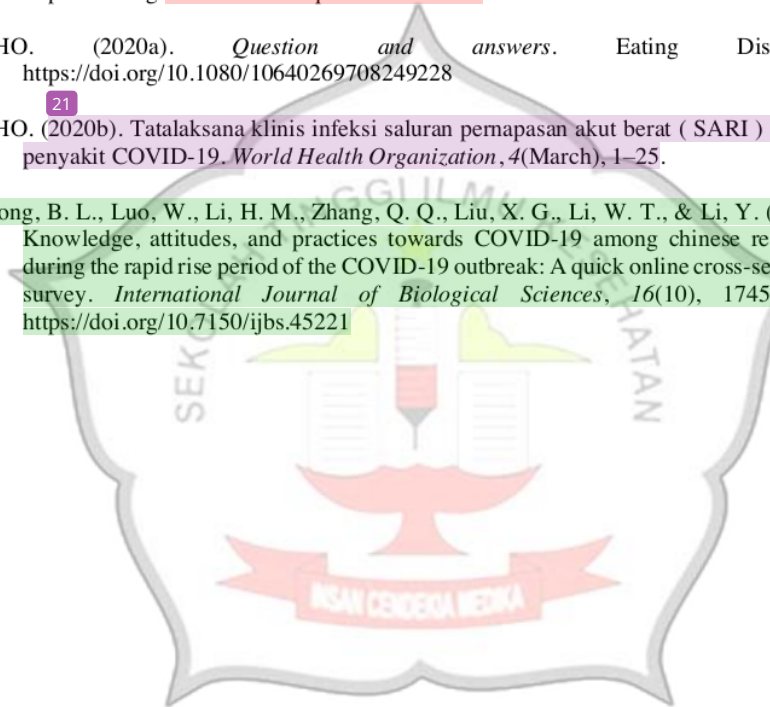 HO. (2020a). Question and answers. Eating Dis
https://doi.org/10.1080/10640269708249228
21
HO. (2020b). Tatalaksana klinis infeksi saluran pernapasan akut berat ( SARI )
penyakit COVID-19. World Health Organization, 4(March), 1–25.
ong, B. L., Luo, W., Li, H. M., Zhang, Q. Q., Liu, X. G., Li, W. T., & Li, Y. (
Knowledge, attitudes, and practices towards COVID-19 among chinese re
during the rapid rise period of the COVID-19 outbreak: A quick online cross-se
survey. International Journal of Biological Sciences, 16(10), 1745
https://doi.org/10.7150/ijbs.45221
SEKOLAH TINGGI ILMU KESEHATAN
INSAN CENDEKIA MEDIKA